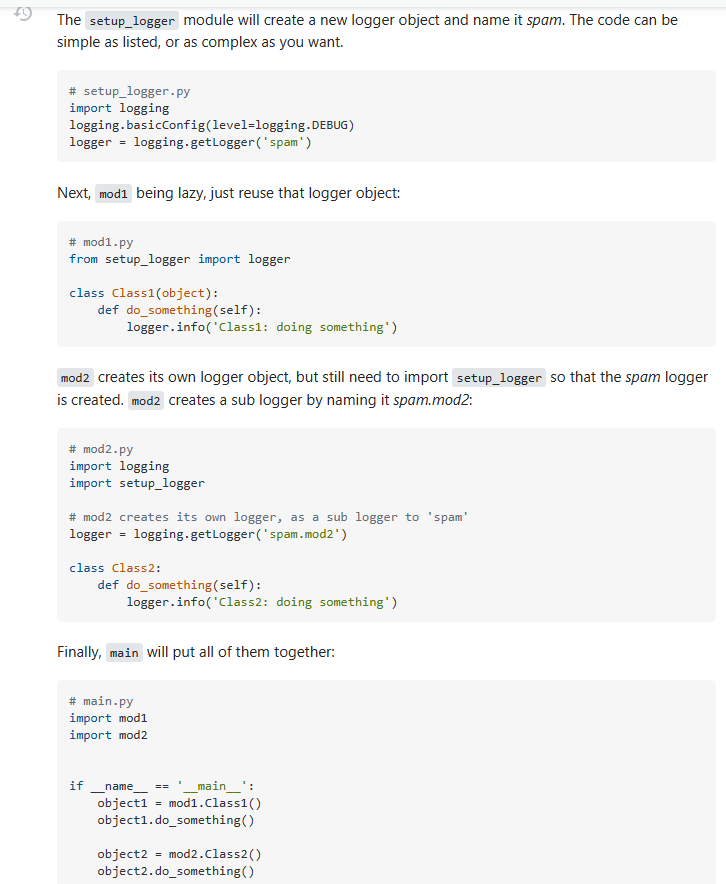 The setup_logger module will create a new logger object and name it spam. The code can be
simple as listed, or as complex as you want.
# setup_logger.py
import logging
logging.basicConfig(level=logging.DEBUG)
logger = logging.getLogger('spam')
Next, mod1 being lazy, just reuse that logger object:
# mod1.py
from setup_logger import logger
class Class1(object):
    def do_something(self):
        logger.info('Class1: doing something')
mod2 creates its own logger object, but still need to import setup_logger so that the spam logger
is created. mod2 creates a sub logger by naming it spam.mod2:
# mod2.py
import logging
import setup_logger
# mod2 creates its own logger, as a sub logger to 'spam'
logger = logging.getLogger('spam.mod2')
class Class2:
    def do_something(self):
        logger.info('Class2: doing something')
Finally, main will put all of them together:
# main.py
import mod1
import mod2
if __name__ == '__main__':
    object1 = mod1.Class1()
    object1.do_something()
    object2 = mod2.Class2()
    object2.do_something()